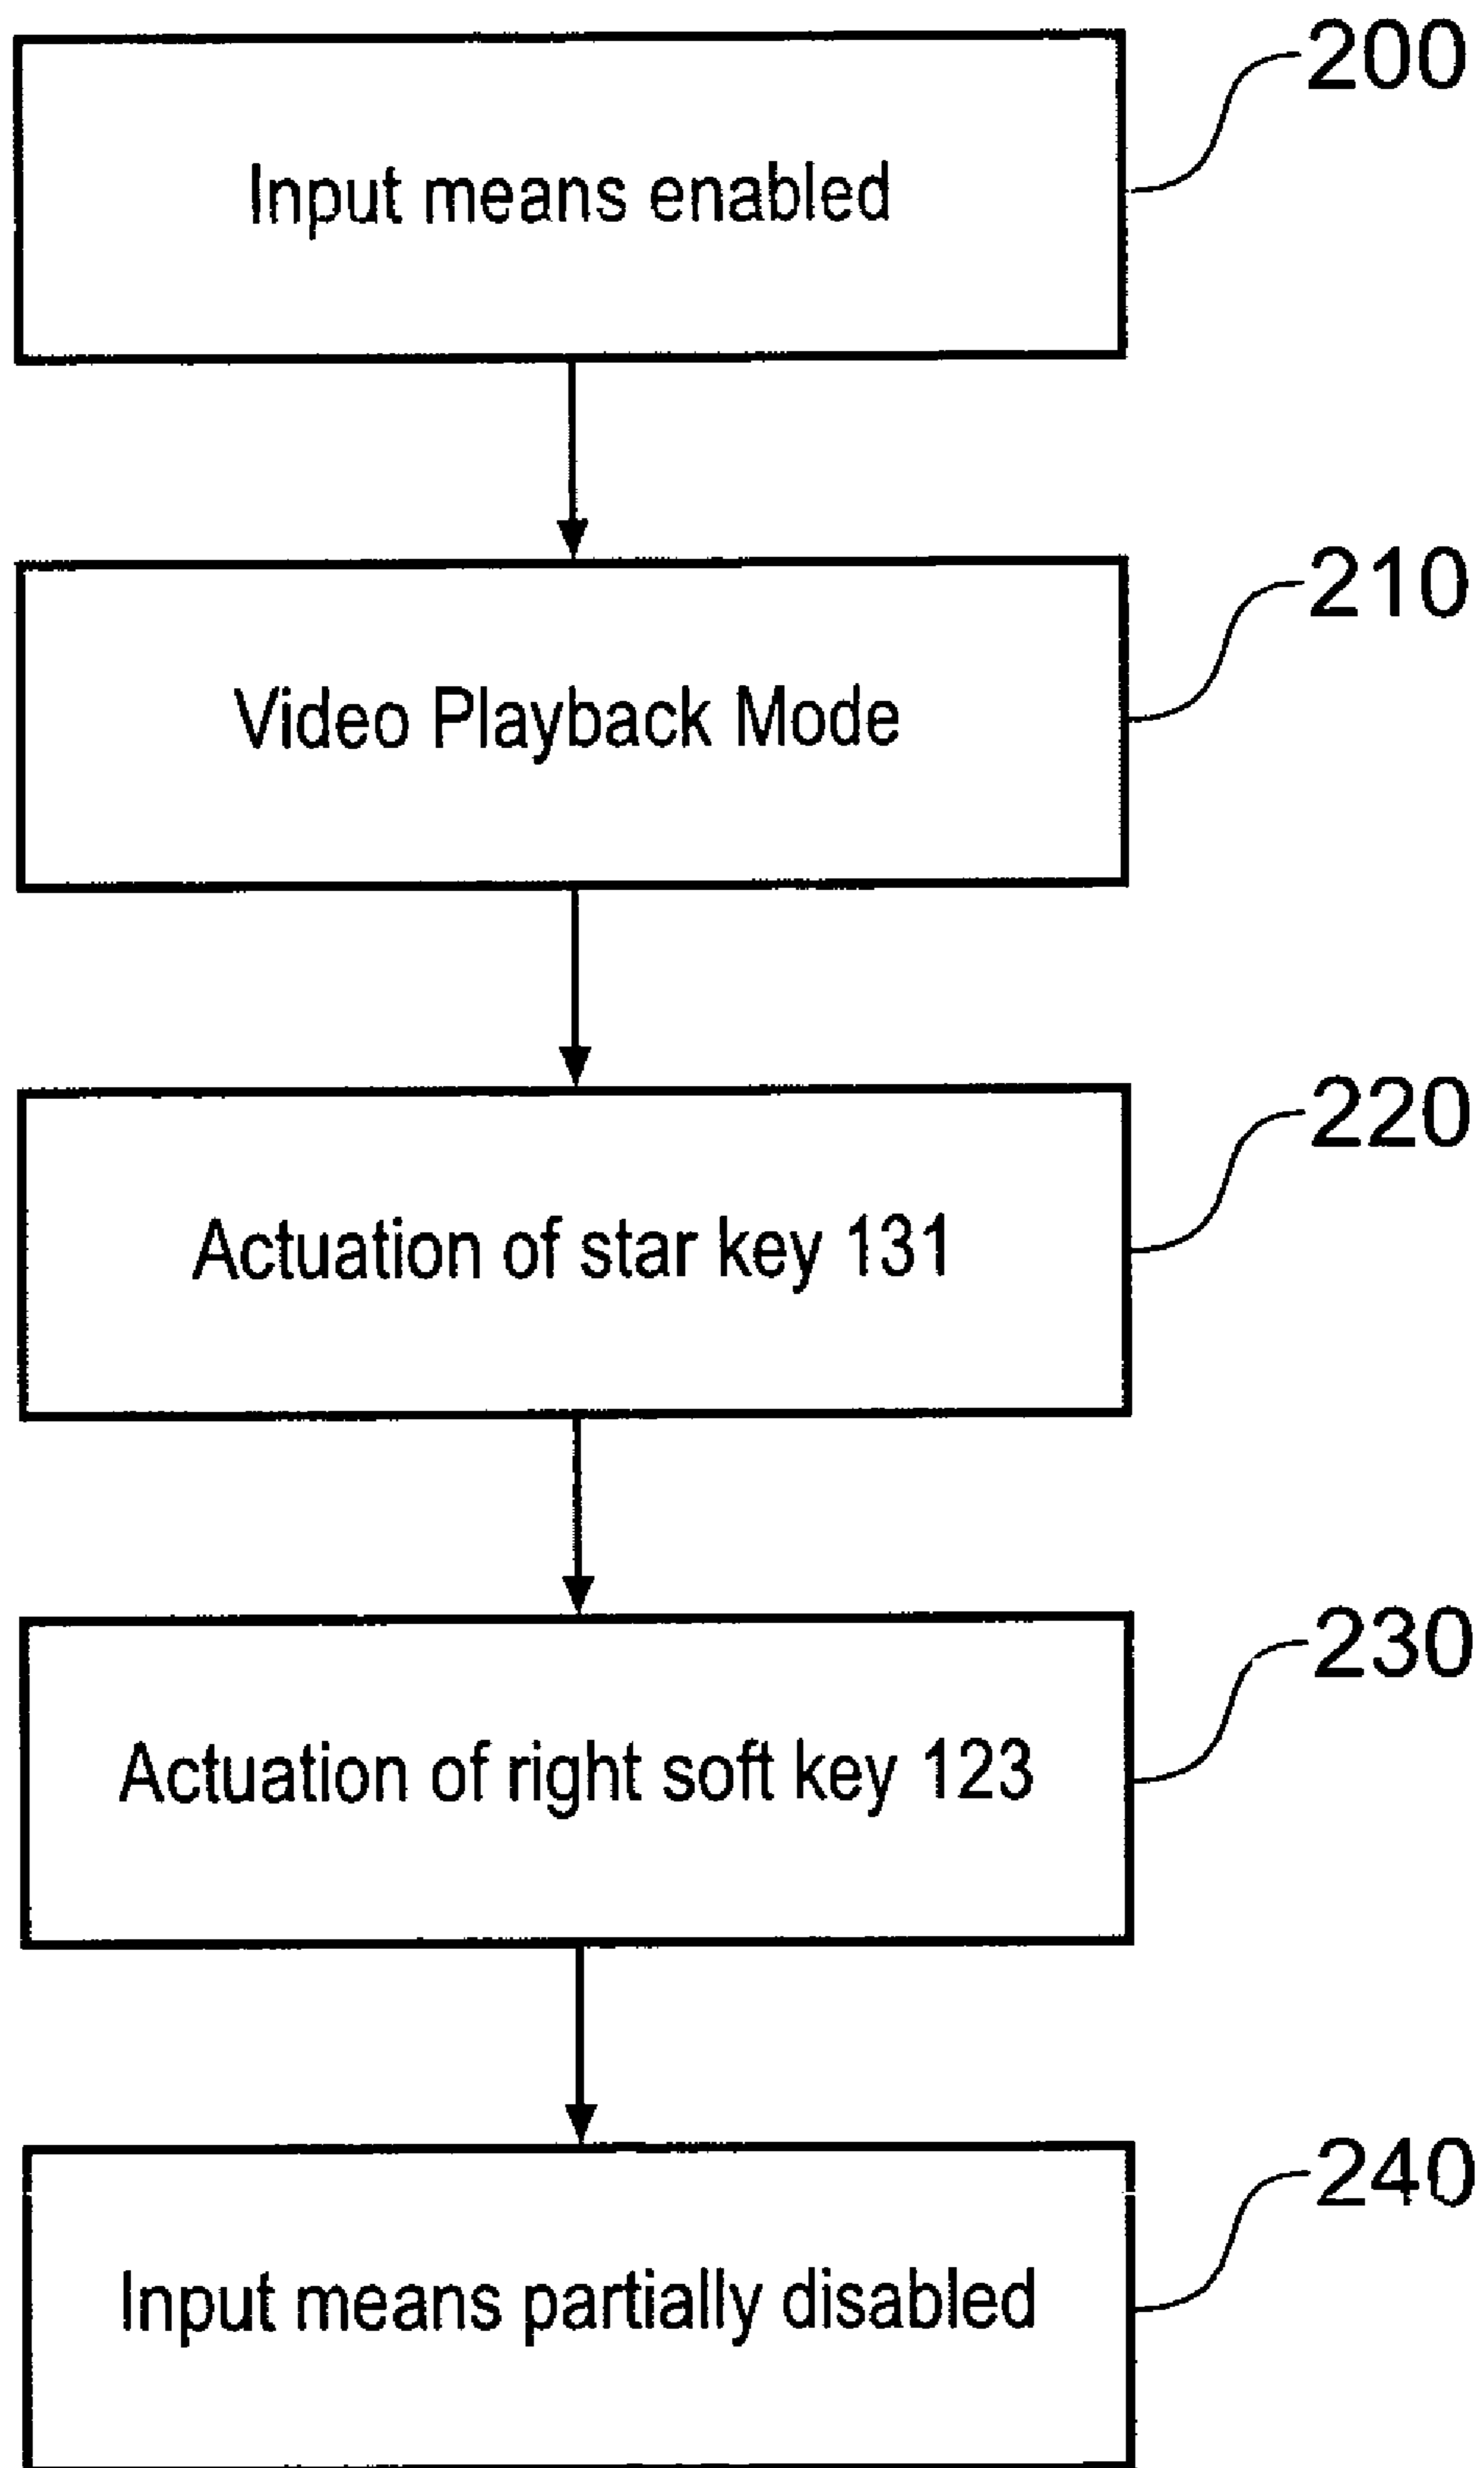 200
Input means enabled
210
Video Playback Mode
220
Actuation of star key 131
230
Actuation of right soft key 123
240
Input means partially disabled